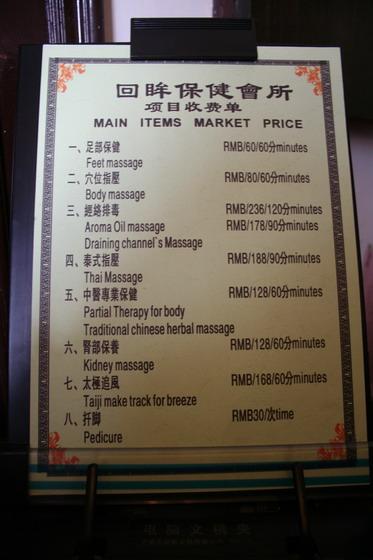 回眸保健會所
项目收费单
MAIN ITEMS MARKET PRICE
一、足部保健 RMB/60/60分minutes
Feet massage
二、穴位指壓 RMB/80/60分minutes
Body massage
三、經絡排毒 RMB/236/120分minutes
Aroma Oil massage RMB/178/90分minutes
Draining channel`s Massage
四、泰式指壓 RMB/188/90分minutes
Thai Massage
五、中醫專業保健 RMB/128/60分minutes
Partial Therapy for body
Traditional chinese herbal massage
六、腎部保養 RMB/128/60分minutes
Kidney massage
七、太極追風 RMB/168/60分minutes
Taiji make track for breeze
八、扦脚 RMB30/次time
Pedicure
电脑文稿夹